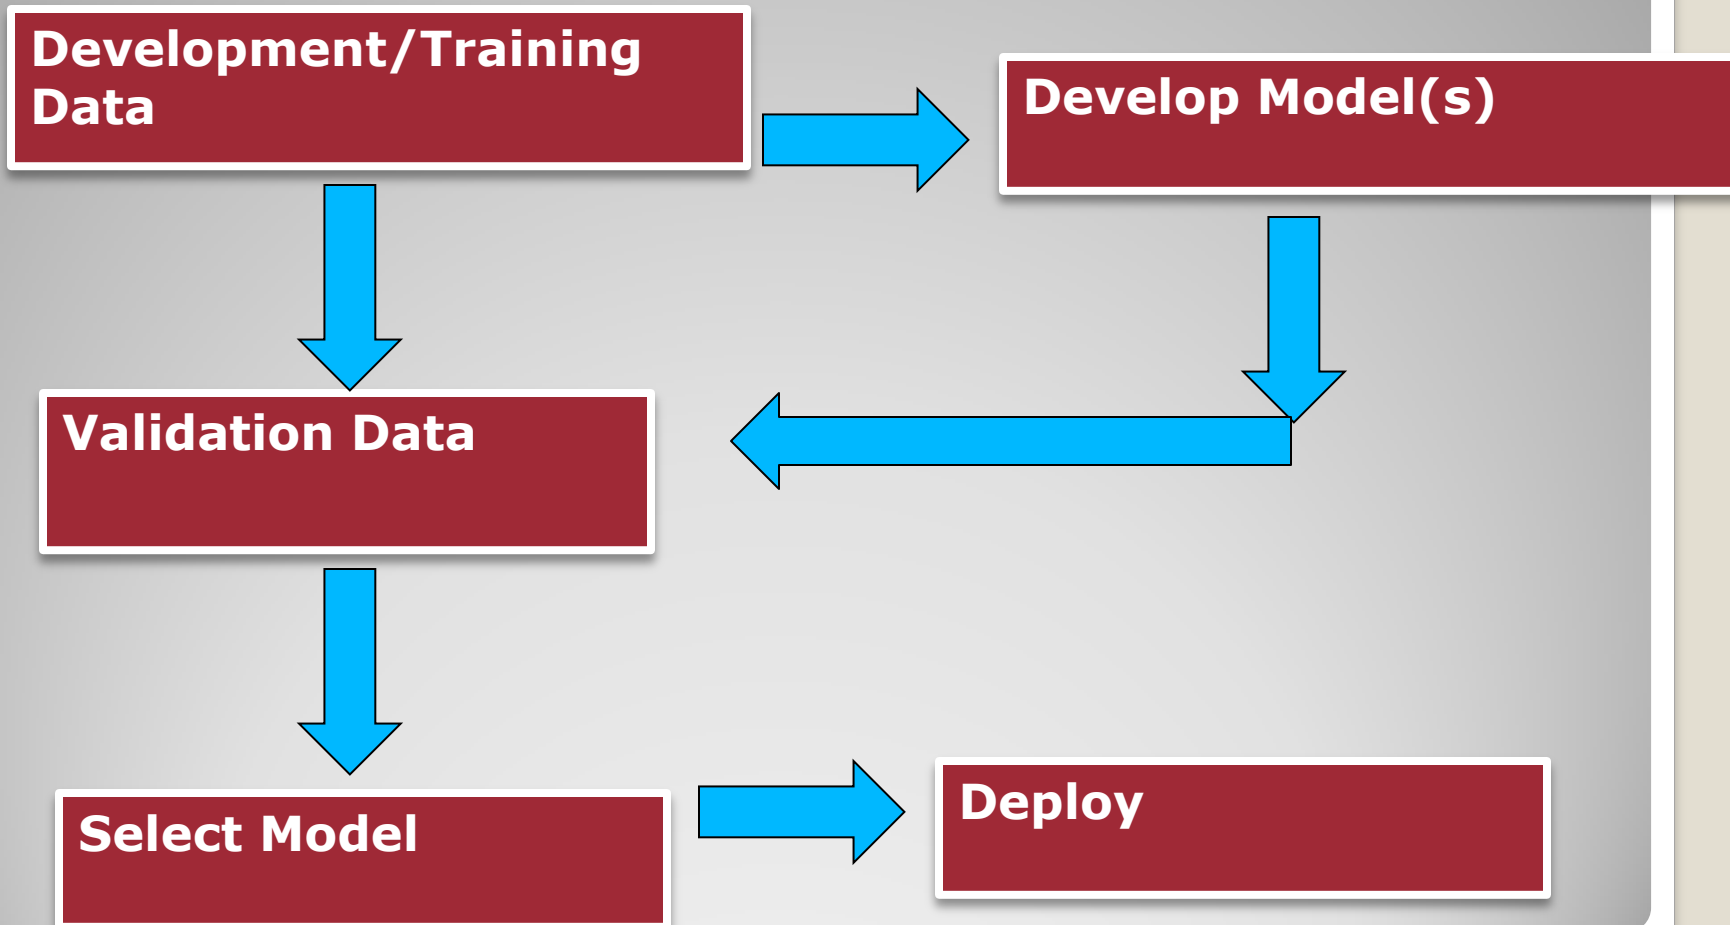 Development/Training
Data
Develop Model(s)
Validation Data
Select Model
Deploy